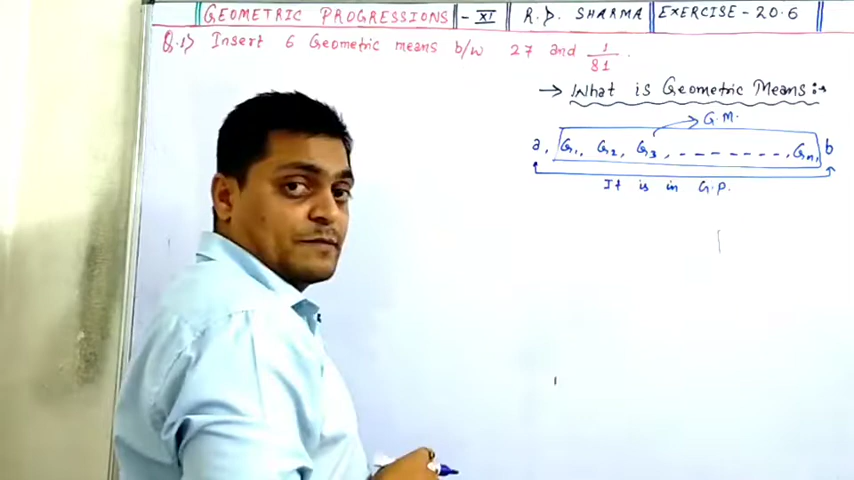 GEOMETRIC PROGRESSIONS - XI R.D. SHARMA EXERCISE - 20.6
Q.1> Insert 6 Geometric means b/w 27 and 1/81.
→ What is Geometric Means :→
G.M.
a, G1, G2, G3, - - - - - - - -, Gn, b
It is in G.P.